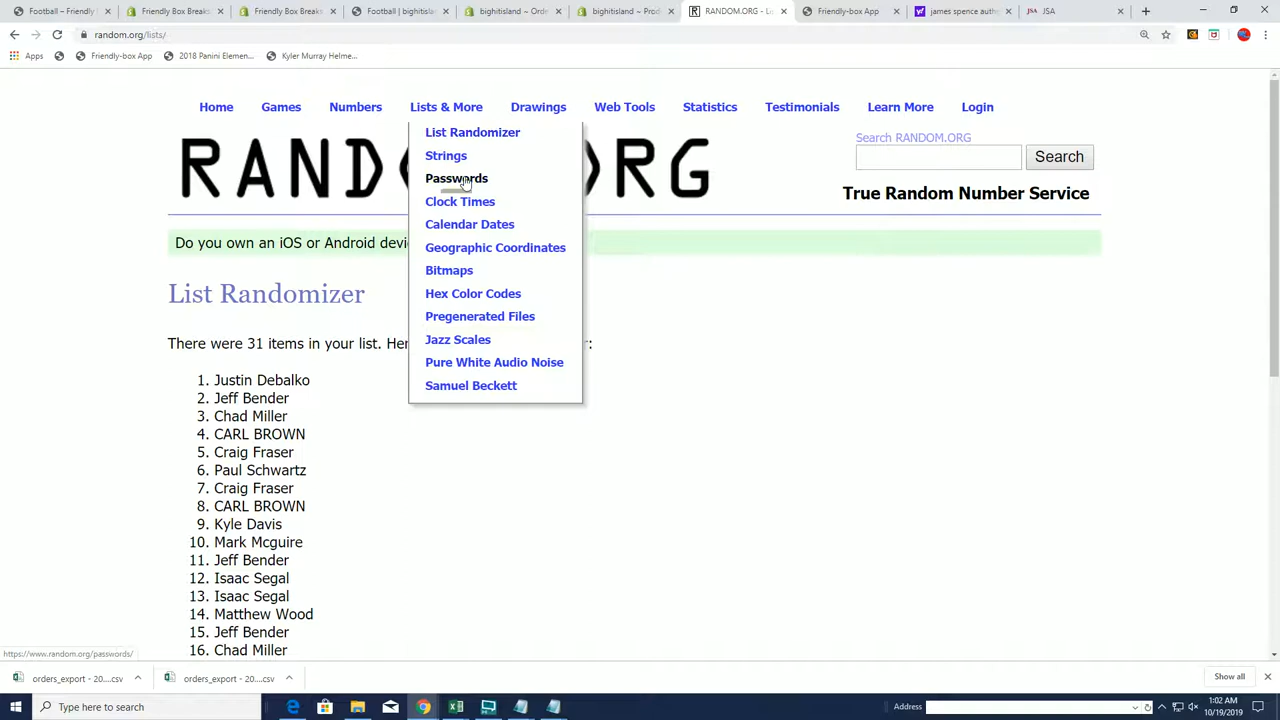 Football – Friendly
Friendly Box Breaks
Friendly Box Breaks
Football | bighitisland
bighitisland ~ Orde
bighitisland ~ Prod
RANDOM.ORG - Li
Friendly-box App
james spence authe
JSA JSA
random.org/lists/
Apps
Friendly-box App
2018 Panini Elemen...
Kyler Murray Helme...
Home Games Numbers Lists & More Drawings Web Tools Statistics Testimonials Learn More Login
List Randomizer
Strings
Passwords
Clock Times
Calendar Dates
Geographic Coordinates
Bitmaps
Hex Color Codes
Pregenerated Files
Jazz Scales
Pure White Audio Noise
Samuel Beckett
Search RANDOM.ORG
Search
True Random Number Service
Do you own an iOS or Android devi
List Randomizer
There were 31 items in your list. Her :
1. Justin Debalko
2. Jeff Bender
3. Chad Miller
4. CARL BROWN
5. Craig Fraser
6. Paul Schwartz
7. Craig Fraser
8. CARL BROWN
9. Kyle Davis
10. Mark Mcguire
11. Jeff Bender
12. Isaac Segal
13. Isaac Segal
14. Matthew Wood
15. Jeff Bender
16. Chad Miller
https://www.random.org/passwords/
orders_export - 20....csv
orders_export - 20....csv
Show all
Type here to search
Address
1:02 AM
10/19/2019